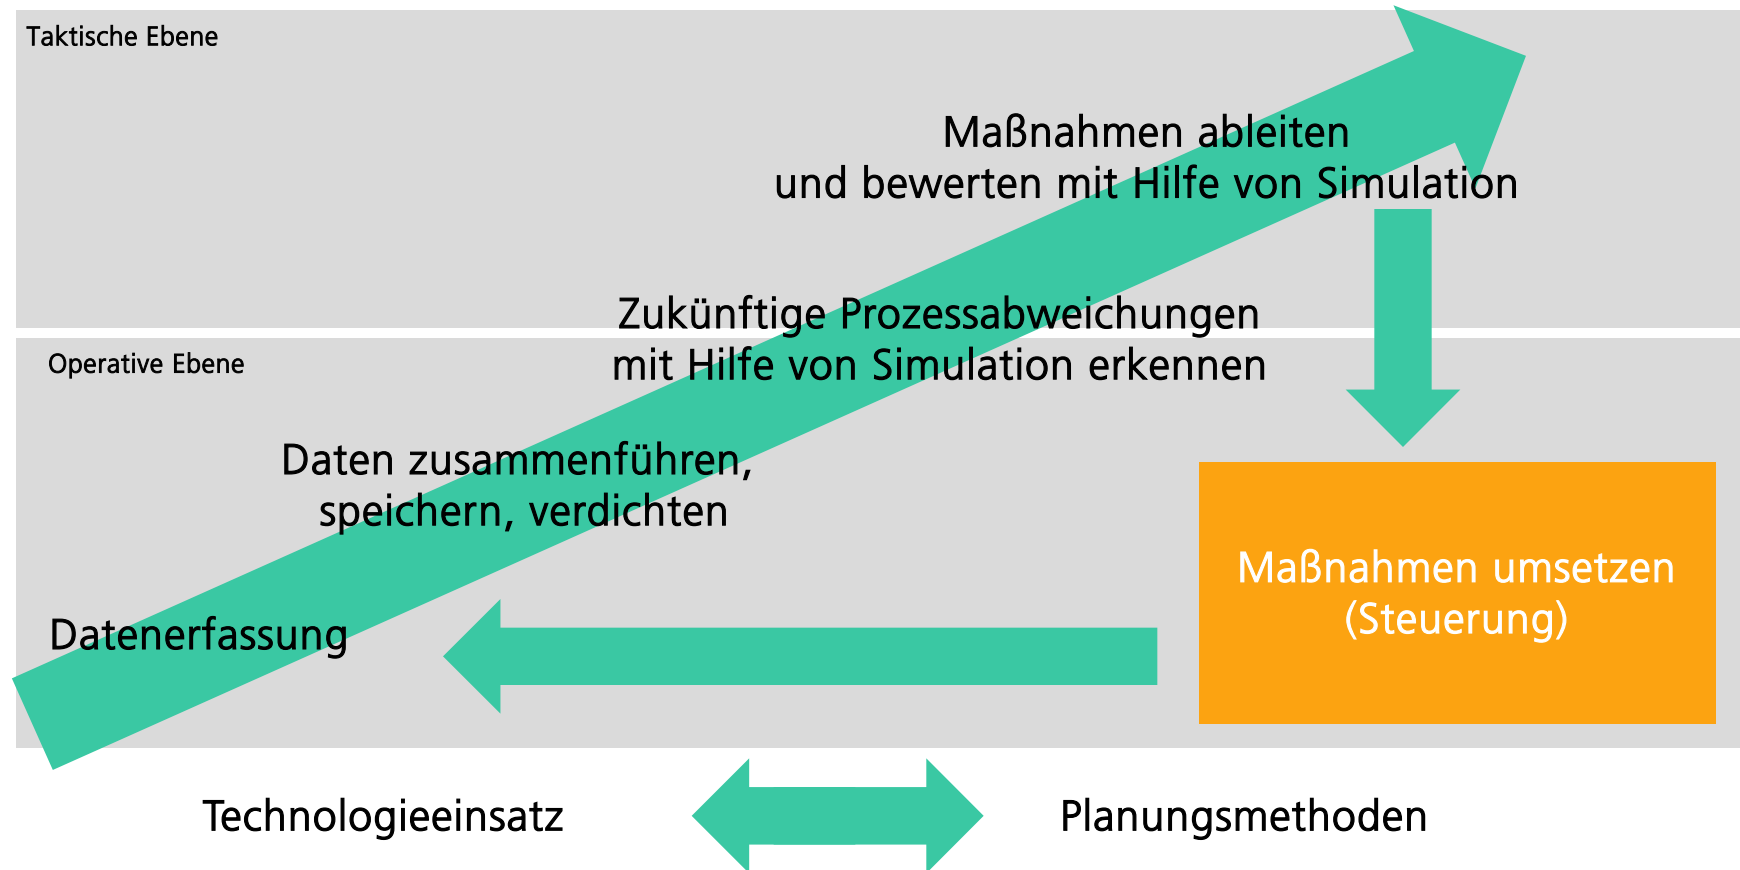 Taktische Ebene
Maßnahmen ableiten
und bewerten mit Hilfe von Simulation
Zukünftige Prozessabweichungen
mit Hilfe von Simulation erkennen
Operative Ebene
Daten zusammenführen,
speichern, verdichten
Maßnahmen umsetzen
(Steuerung)
Datenerfassung
Technologieeinsatz
Planungsmethoden